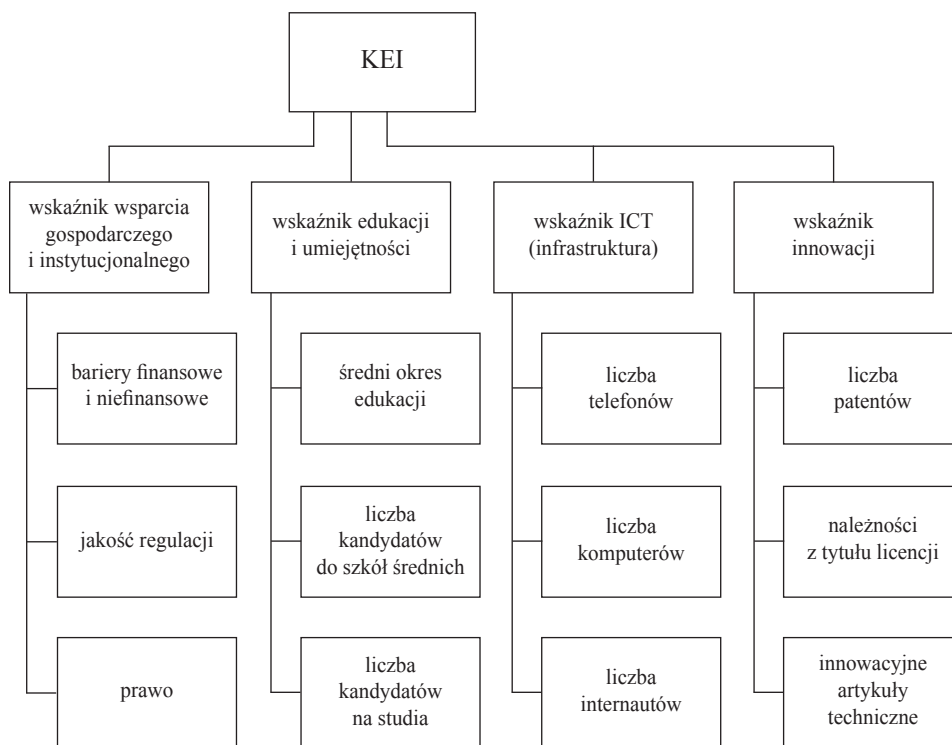 KEI
wskaźnik wsparcia
gospodarczego
i instytucjonalnego
bariery finansowe
i niefinansowe
jakość regulacji
prawo
wskaźnik edukacji
i umiejętności
średni okres
edukacji
liczba
kandydatów
do szkół średnich
liczba
kandydatów
na studia
wskaźnik ICT
(infrastruktura)
liczba
telefonów
liczba
komputerów
liczba
internautów
wskaźnik
innowacji
liczba
patentów
należności
z tytułu licencji
innowacyjne
artykuły
techniczne